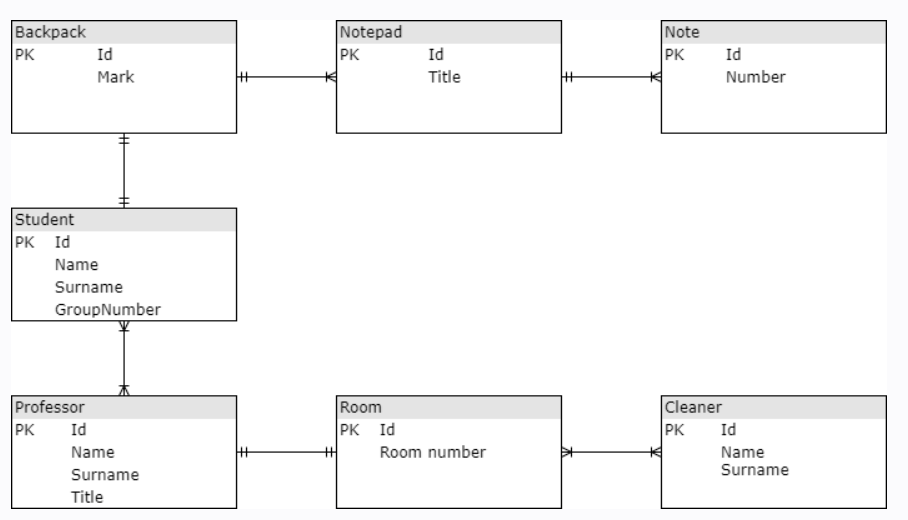 Backpack
PK Id
Mark
Notepad
PK Id
Title
Note
PK Id
Number
Student
PK Id
Name
Surname
GroupNumber
Professor
PK Id
Name
Surname
Title
Room
PK Id
Room number
Cleaner
PK Id
Name
Surname